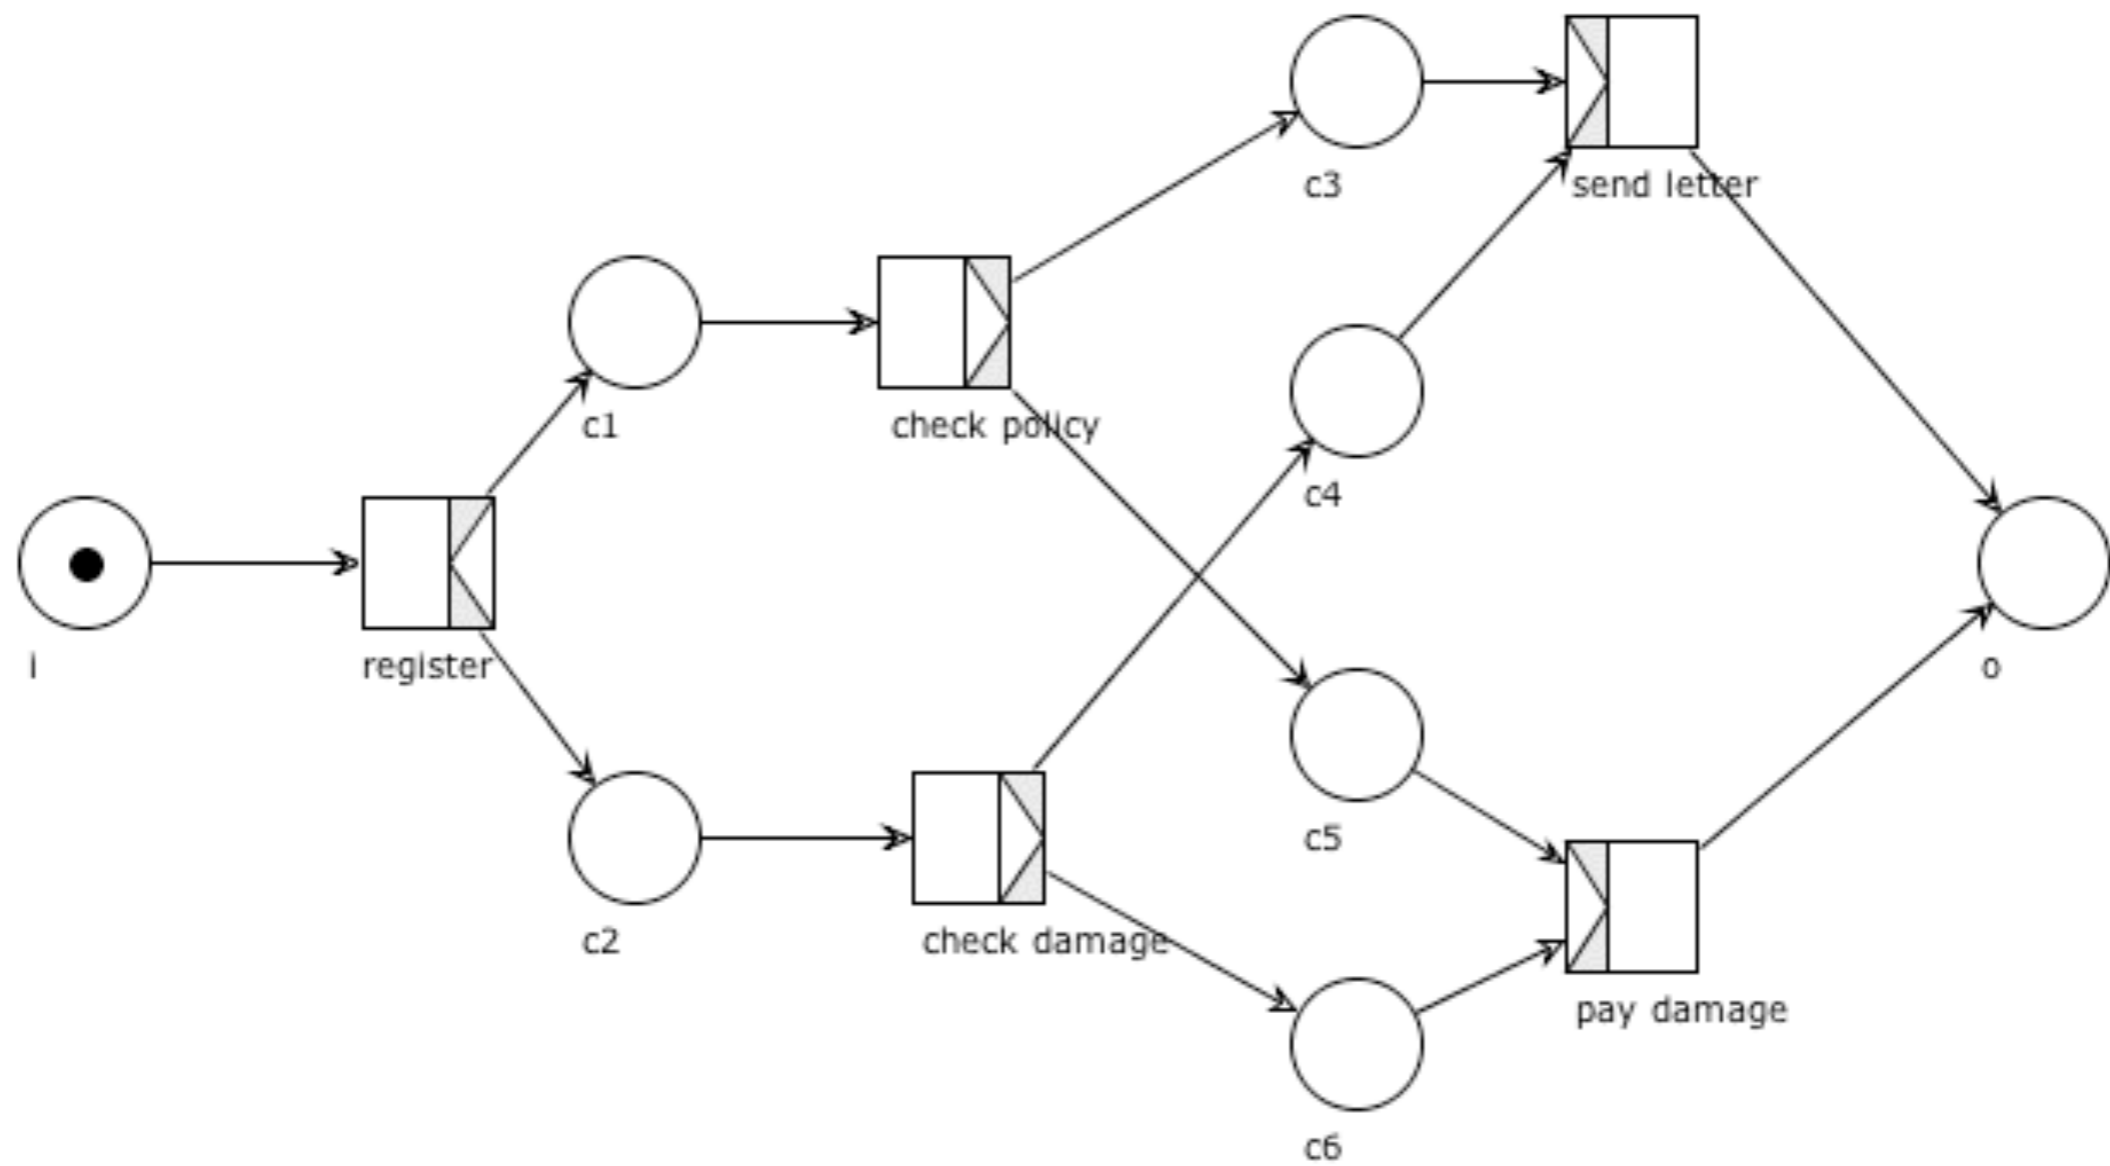 i
register
c1
c2
check policy
check damage
c3
c4
c5
c6
send letter
pay damage
o